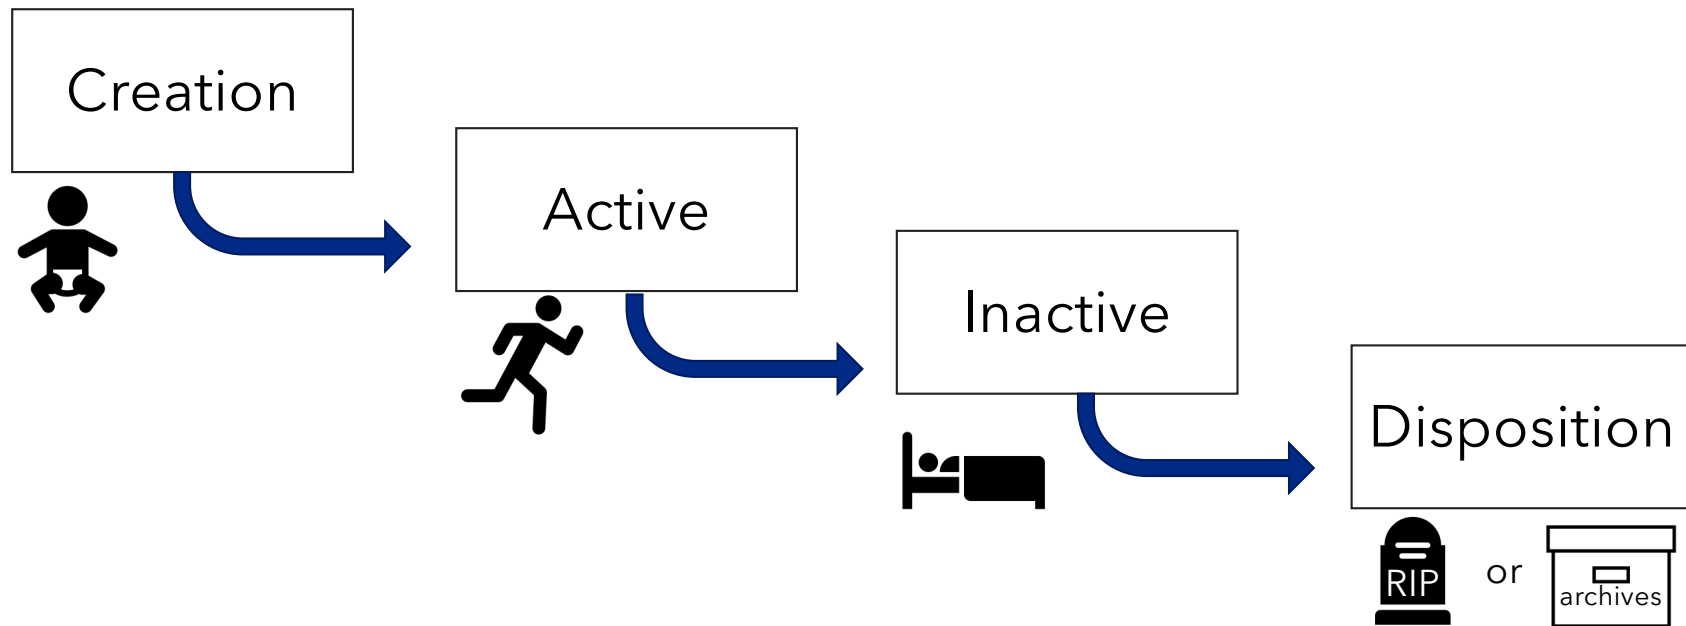 Creation
Active
Inactive
Disposition
RIP
or
archives